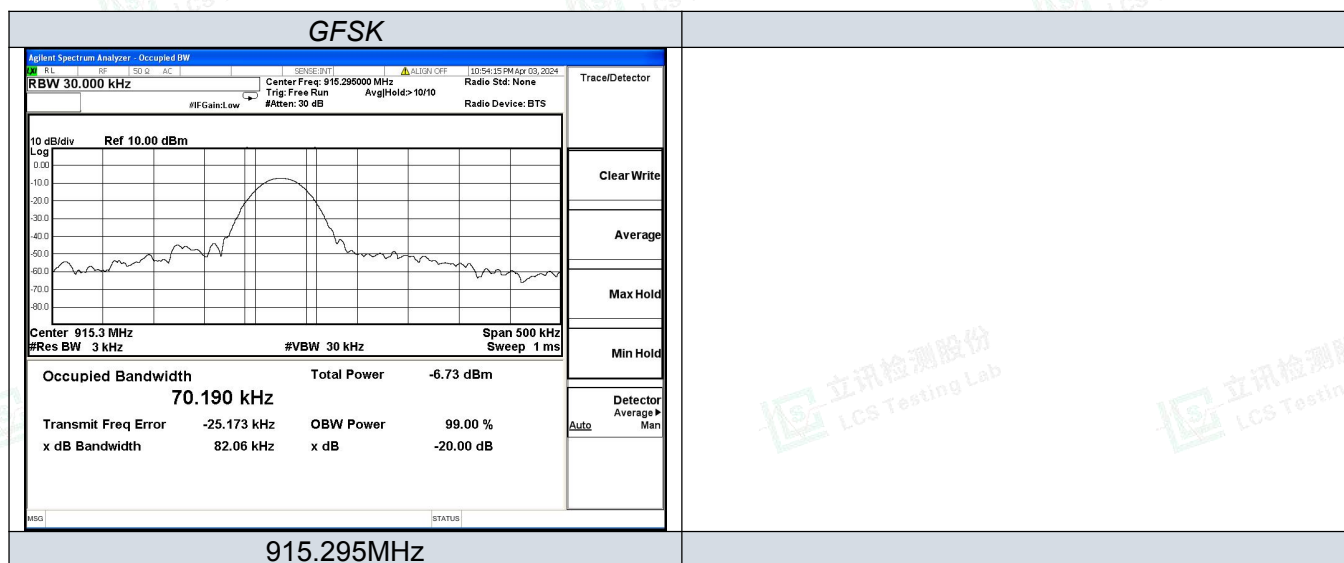 GFSK
Agilent Spectrum Analyzer - Occupied BW
RL RF 50 Ω AC SENSE:INT ALIGN OFF 10:54:15 PM Apr 03, 2024
RBW 30.000 kHz
Center Freq: 915.295000 MHz Radio Std: None
Trig: Free Run Avg|Hold:>10/10
#IFGain:Low #Atten: 30 dB Radio Device: BTS
10 dB/div Ref 10.00 dBm
Log
0.00
-10.0
-20.0
-30.0
-40.0
-50.0
-60.0
-70.0
-80.0
Center 915.3 MHz Span 500 kHz
#Res BW 3 kHz #VBW 30 kHz Sweep 1 ms
Occupied Bandwidth Total Power -6.73 dBm
70.190 kHz
Transmit Freq Error -25.173 kHz OBW Power 99.00 %
x dB Bandwidth 82.06 kHz x dB -20.00 dB
MSG STATUS
Trace/Detector
Clear Write
Average
Max Hold
Min Hold
Detector
Average
Auto Man
915.295MHz
立讯检测股份
LCS Testing Lab
立讯检测股
LCS Testin